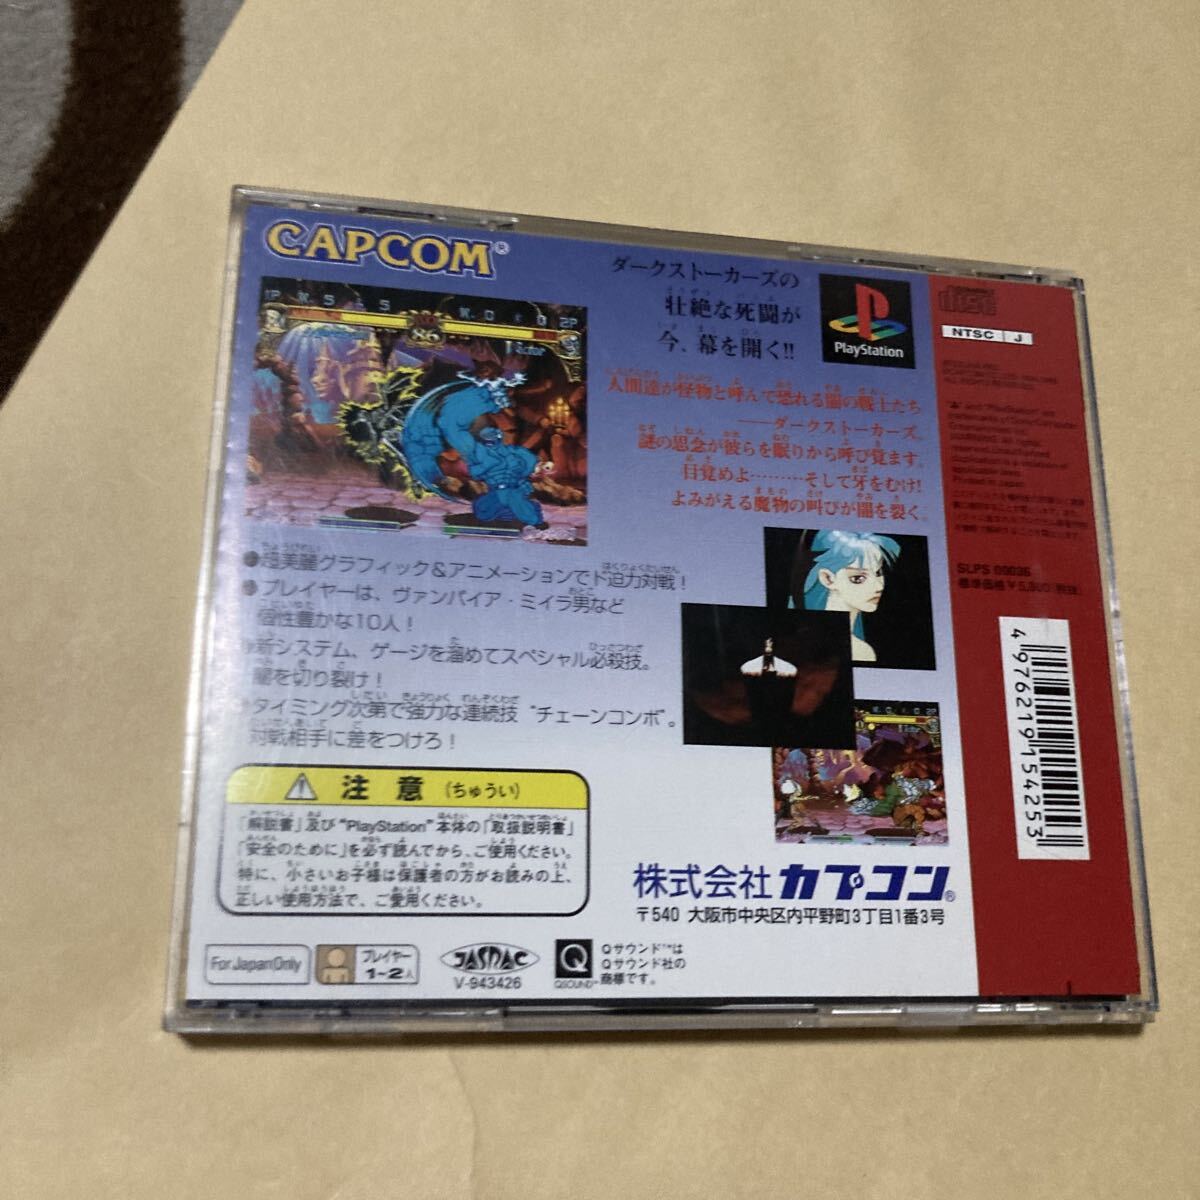 CAPCOM®
ダークストーカーズの
壮絶な死闘が
今、幕を開く!!
PlayStation
NTSC J
人間達が怪物と呼んで恐れる闇の戦士たち
――ダークストーカーズ。
謎の思念が彼らを眠りから呼び覚ます。
目覚めよ………そして牙をむけ!
よみがえる魔物の叫びが闇を裂く。
●超美麗グラフィック&アニメーションでド迫力対戦!
●プレイヤーは、ヴァンパイア・ミイラ男など
個性豊かな10人!
●新システム、ゲージを溜めてスペシャル必殺技。
闇を切り裂け!
●タイミング次第で強力な連続技 “チェーンコンボ”。
対戦相手に差をつけろ!
SLPS 00036
標準価格¥5,800(税抜)
4 976219 154253
注 意 (ちゅうい)
「解説書」及び“PlayStation”本体の「取扱説明書」
「安全のために」を必ず読んでから、ご使用ください。
特に、小さいお子様は保護者の方がお読みの上、
正しい使用方法で、ご愛用ください。
株式会社 カプコン®
〒540 大阪市中央区内平野町3丁目1番3号
For Japan Only
プレイヤー
1~2人
JASRAC
V-943426
Q
QSOUND™
Qサウンド™は
Qサウンド社の
商標です。